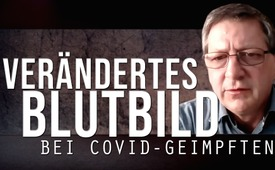 VERÄNDERTES
BLUTBILD
BEI COVID-GEIMPFTEN